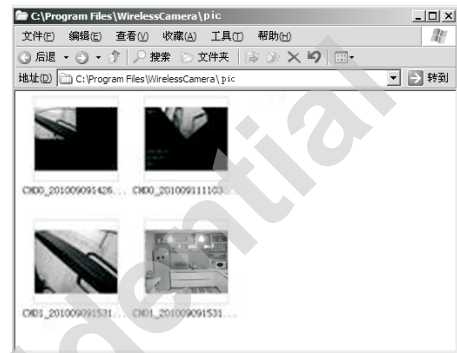 C:\Program Files\WirelessCamera\pic
文件(F) 编辑(E) 查看(V) 收藏(A) 工具(T) 帮助(H)
后退 搜索 文件夹
地址(D) C:\Program Files\WirelessCamera\pic 转到
CH00_201009091426... CH00_201009111103...
CH01_201009091531... CH01_201009091531...
idential